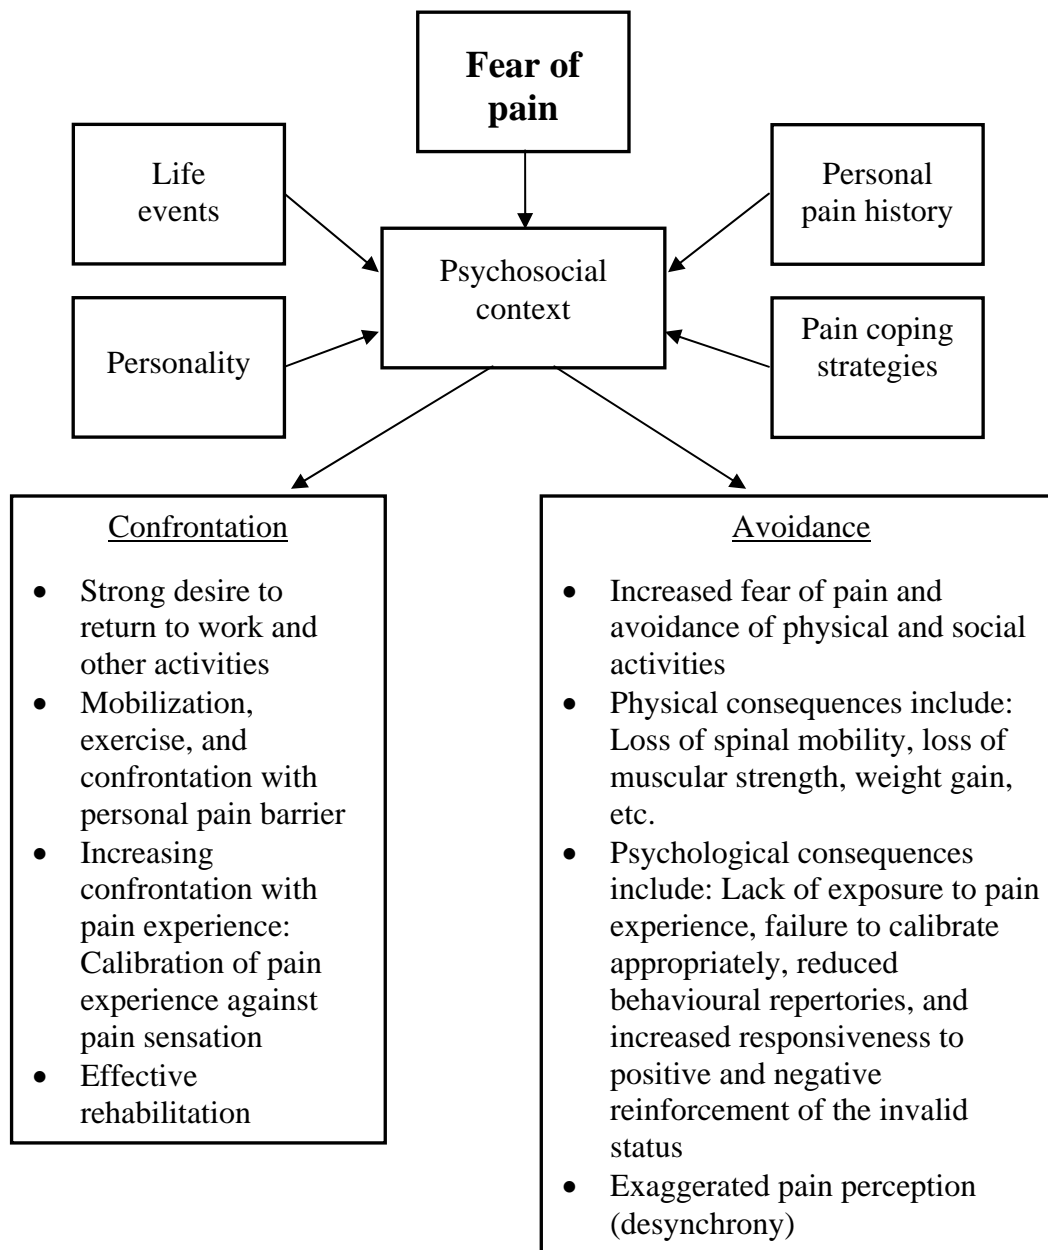 Fear of
pain
Life
events
Personal
pain history
Psychosocial
context
Personality
Pain coping
strategies
Confrontation
• Strong desire to
return to work and
other activities
• Mobilization,
exercise, and
confrontation with
personal pain barrier
• Increasing
confrontation with
pain experience:
Calibration of pain
experience against
pain sensation
• Effective
rehabilitation
Avoidance
• Increased fear of pain and
avoidance of physical and social
activities
• Physical consequences include:
Loss of spinal mobility, loss of
muscular strength, weight gain,
etc.
• Psychological consequences
include: Lack of exposure to pain
experience, failure to calibrate
appropriately, reduced
behavioural repertories, and
increased responsiveness to
positive and negative
reinforcement of the invalid
status
• Exaggerated pain perception
(desynchrony)